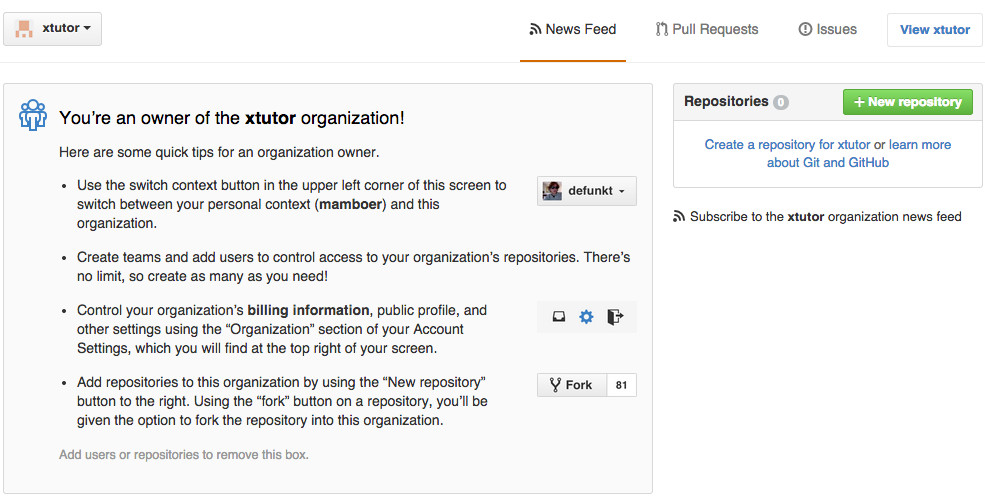 xtutor
News Feed
Pull Requests
Issues
View xtutor
You're an owner of the xtutor organization!
Here are some quick tips for an organization owner.
• Use the switch context button in the upper left corner of this screen to
switch between your personal context (mamboer) and this
organization.
defunkt
• Create teams and add users to control access to your organization's repositories. There's
no limit, so create as many as you need!
• Control your organization's billing information, public profile, and
other settings using the “Organization” section of your Account
Settings, which you will find at the top right of your screen.
• Add repositories to this organization by using the “New repository”
button to the right. Using the “fork” button on a repository, you'll be
given the option to fork the repository into this organization.
Fork 81
Add users or repositories to remove this box.
Repositories 0
+ New repository
Create a repository for xtutor or learn more
about Git and GitHub
Subscribe to the xtutor organization news feed